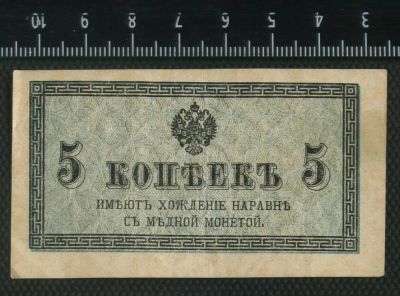 10 9 8 7 6 5 4 3
5 КОПѢЕКЪ 5
ИМѢЮТЪ ХОЖДЕНІЕ НАРАВНѢ
СЪ МѢДНОЙ МОНЕТОЙ.